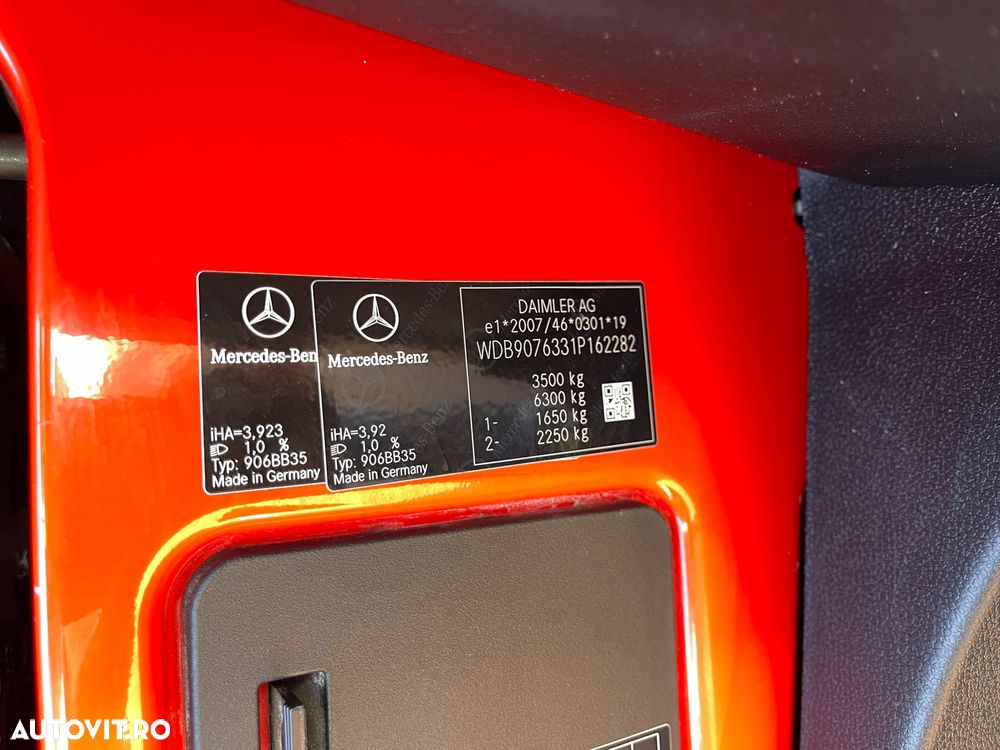 Mercedes-Ben
iHA=3,923
1,0 %
Typ: 906BB35
Made in Germany
Mercedes-Benz
iHA=3,92
1,0 %
Typ: 906BB35
Made in Germany
DAIMLER AG
e1*2007/46*0301*19
WDB9076331P162282
3500 kg
6300 kg
1- 1650 kg
2- 2250 kg
AUTOVIT.RO